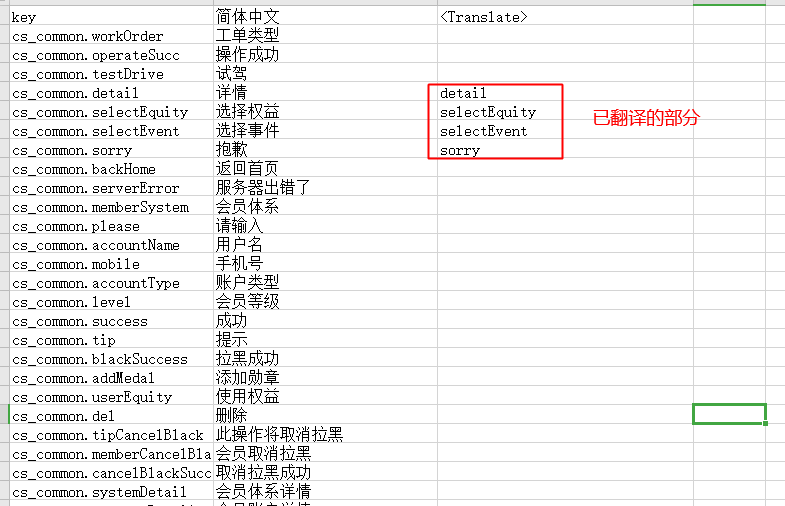 key 简体中文 <Translate>
cs_common.workOrder 工单类型
cs_common.operateSucc 操作成功
cs_common.testDrive 试驾
cs_common.detail 详情 detail
cs_common.selectEquity 选择权益 selectEquity 已翻译的部分
cs_common.selectEvent 选择事件 selectEvent
cs_common.sorry 抱歉 sorry
cs_common.backHome 返回首页
cs_common.serverError 服务器出错了
cs_common.memberSystem 会员体系
cs_common.please 请输入
cs_common.accountName 用户名
cs_common.mobile 手机号
cs_common.accountType 账户类型
cs_common.level 会员等级
cs_common.success 成功
cs_common.tip 提示
cs_common.blackSuccess 拉黑成功
cs_common.addMedal 添加勋章
cs_common.userEquity 使用权益
cs_common.del 删除
cs_common.tipCancelBlack 此操作将取消拉黑
cs_common.memberCancelBla 会员取消拉黑
cs_common.cancelBlackSucc 取消拉黑成功
cs_common.systemDetail 会员体系详情